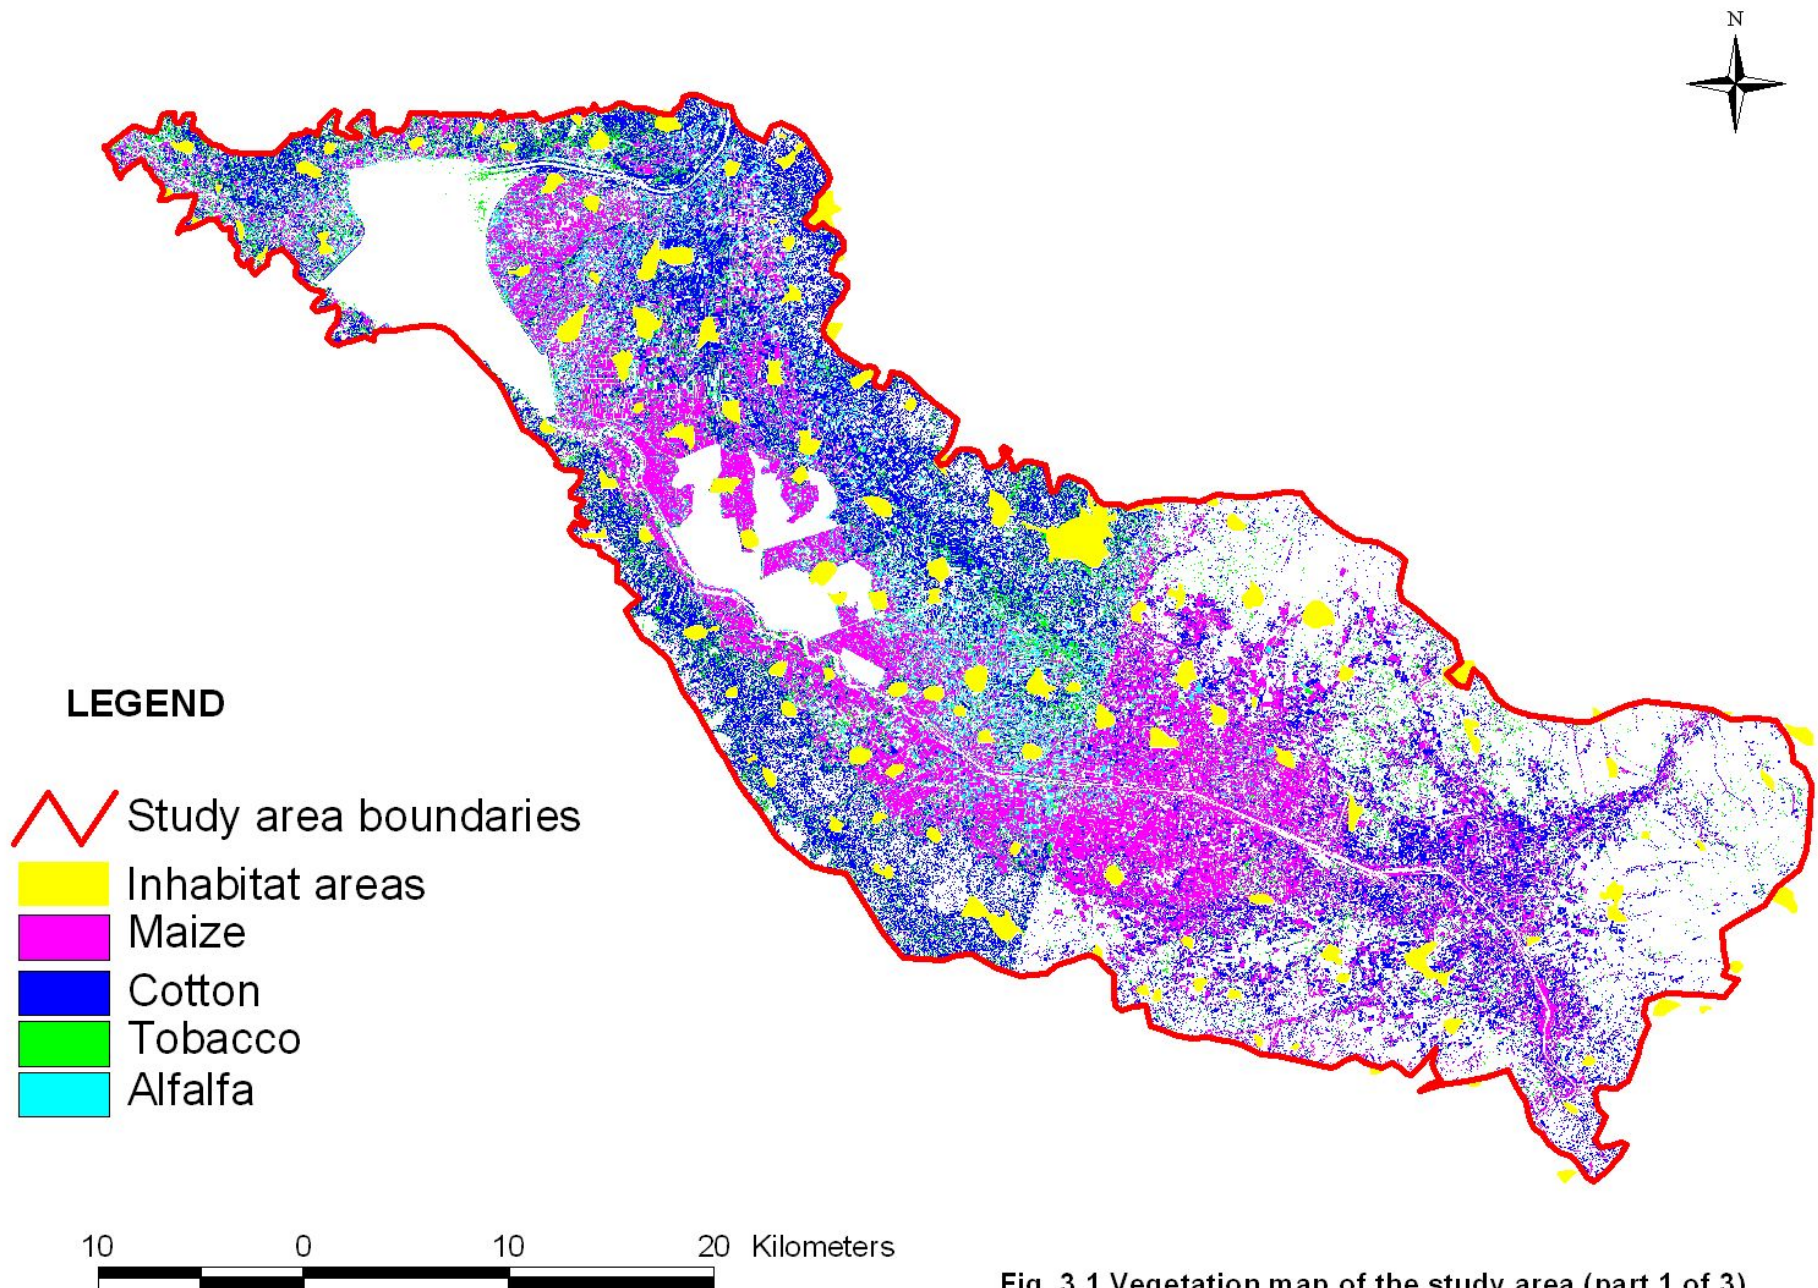 N
LEGEND
Study area boundaries
Inhabitat areas
Maize
Cotton
Tobacco
Alfalfa
10 0 10 20 Kilometers
Fig. 3.1 Vegetation map of the study area (part 1 of 3)